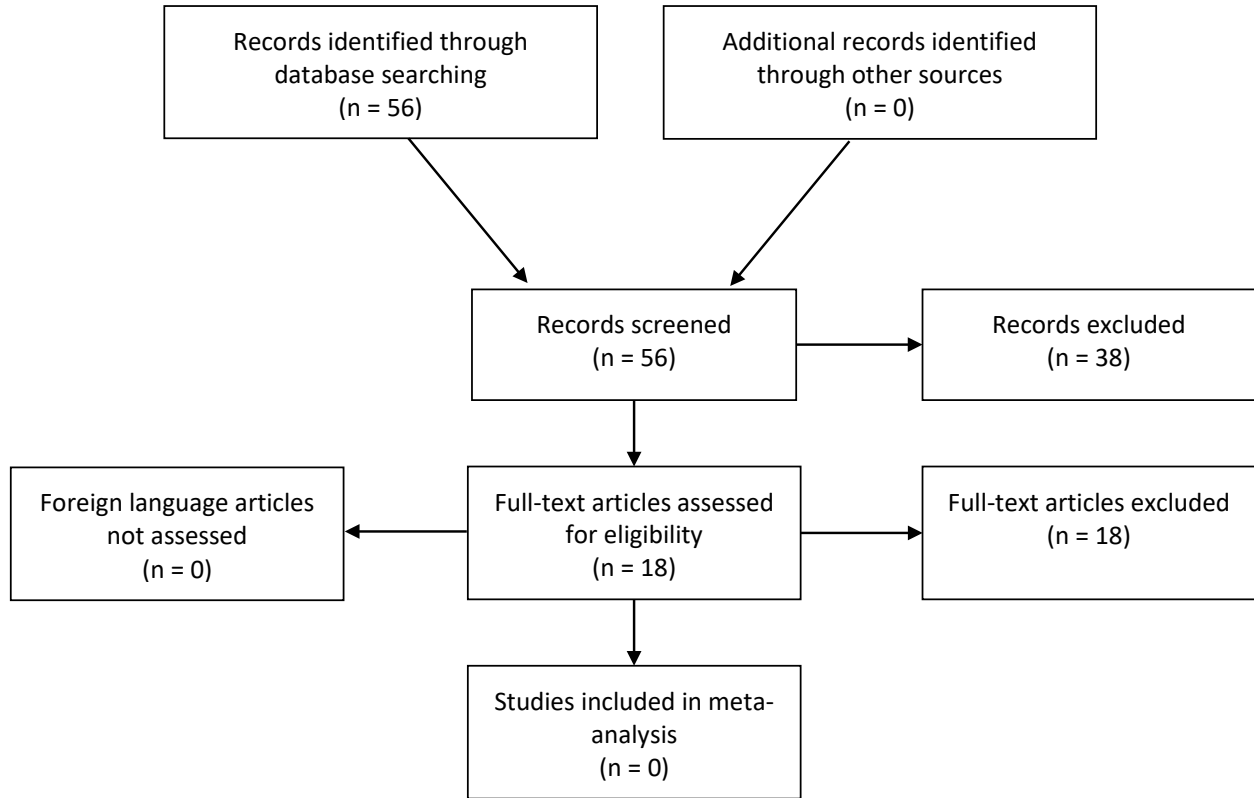 Records identified through
database searching
(n = 56)
Additional records identified
through other sources
(n = 0)
Records screened
(n = 56)
Records excluded
(n = 38)
Foreign language articles
not assessed
(n = 0)
Full-text articles assessed
for eligibility
(n = 18)
Full-text articles excluded
(n = 18)
Studies included in meta-
analysis
(n = 0)